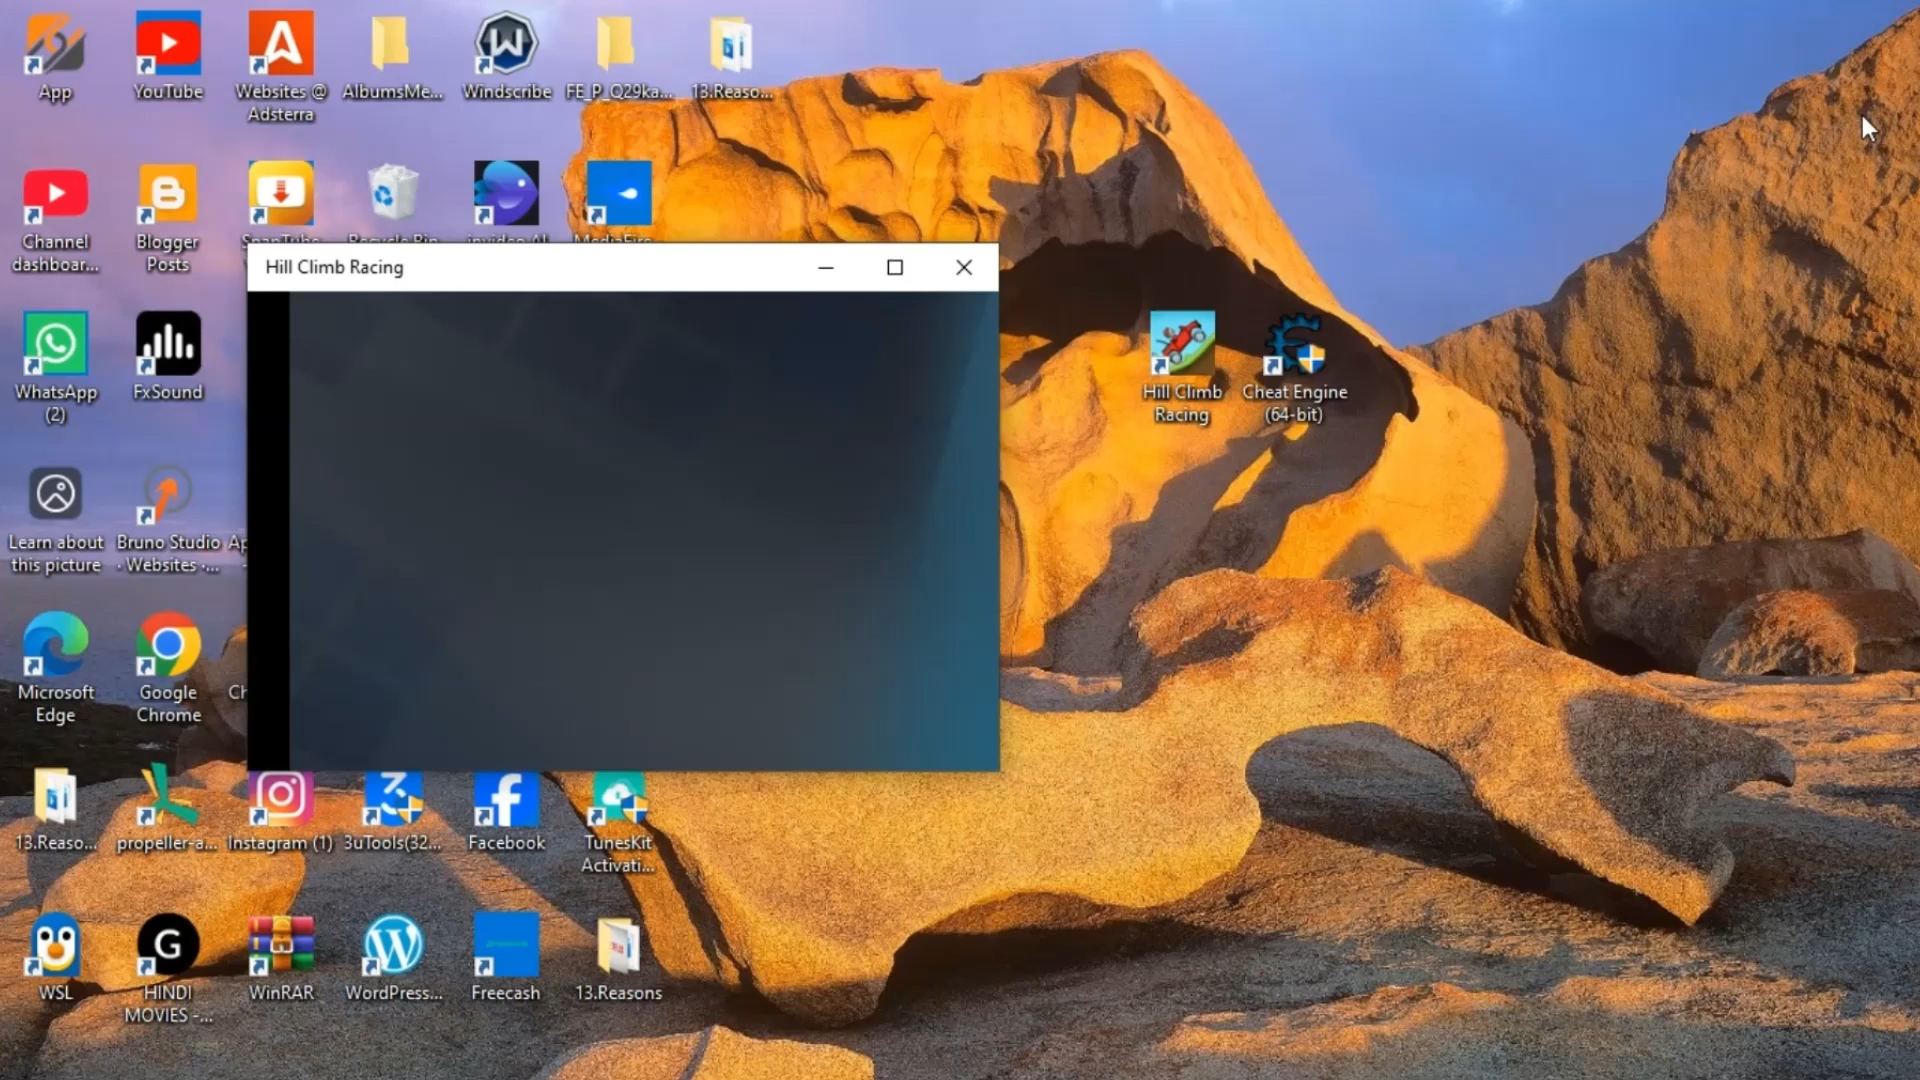 App
YouTube
Websites @
Adsterra
AlbumsMe...
Windscribe
FE_P_Q29ka...
13.Reaso...
Channel
dashboar...
Blogger
Posts
Hill Climb Racing
WhatsApp
(2)
FxSound
Hill Climb
Racing
Cheat Engine
(64-bit)
Learn about
this picture
Bruno Studio
· Websites ·...
Microsoft
Edge
Google
Chrome
13.Reaso...
propeller-a...
Instagram (1)
3uTools(32...
Facebook
TunesKit
Activati...
WSL
HINDI
MOVIES -...
WinRAR
WordPress...
Freecash
13.Reasons